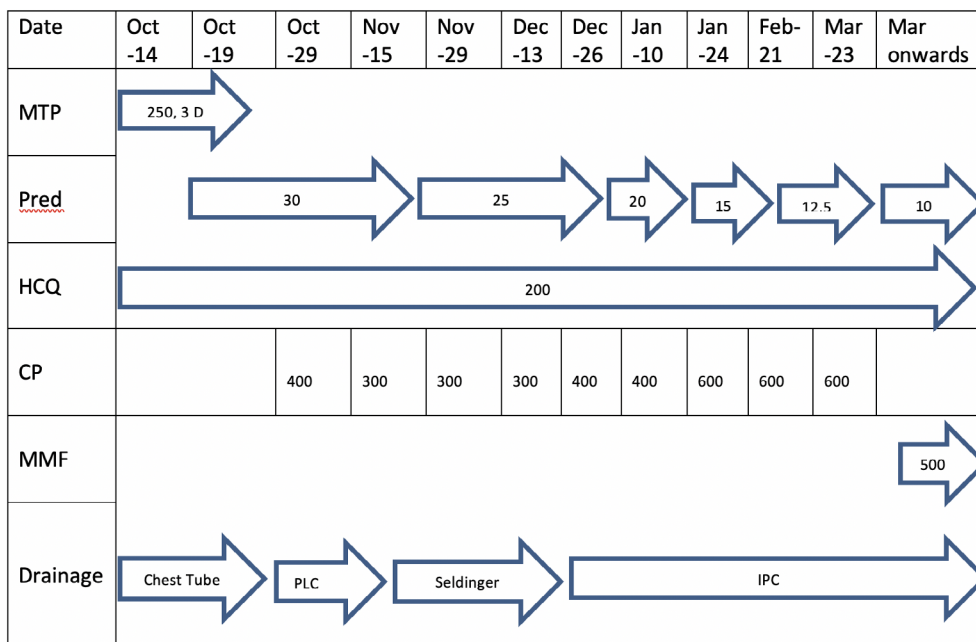 Date Oct Oct Oct Nov Nov Dec Dec Jan Jan Feb- Mar Mar
-14 -19 -29 -15 -29 -13 -26 -10 -24 21 -23 onwards
MTP 250, 3 D
Pred 30 25 20 15 12.5 10
HCQ 200
CP 400 300 300 300 400 400 600 600 600
MMF 500
Drainage Chest Tube PLC Seldinger IPC